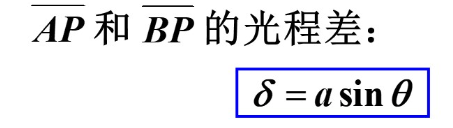 AP 和 BP 的光程差：
δ = a sin θ